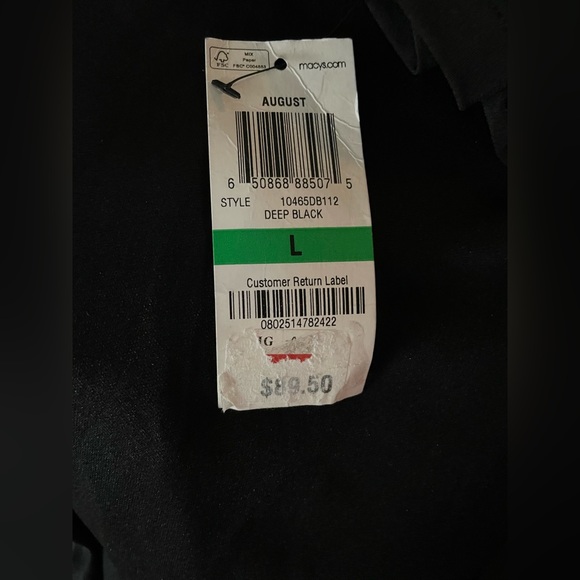 MIX
Paper
FSC
macys.com
AUGUST
6 50868 88507 5
STYLE 10465DB112
DEEP BLACK
L
Customer Return Label
0802514782422
$89.50